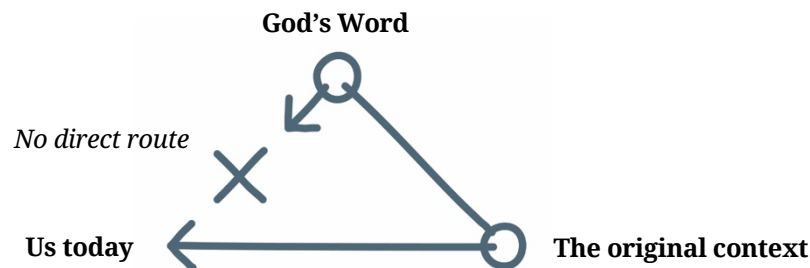 God’s Word
No direct route
Us today
The original context